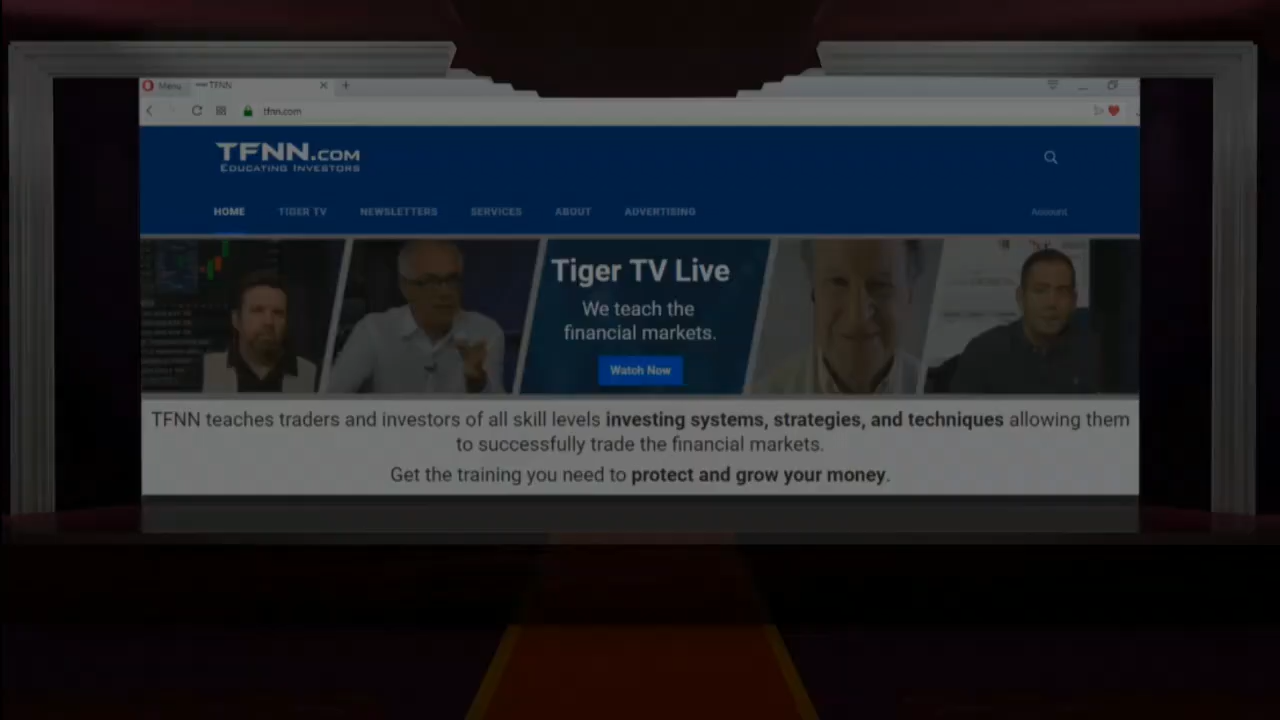 Menu TFNN
tfnn.com
TFNN.COM
EDUCATING INVESTORS
HOME TIGER TV NEWSLETTERS SERVICES ABOUT ADVERTISING Account
Tiger TV Live
We teach the
financial markets.
Watch Now
TFNN teaches traders and investors of all skill levels investing systems, strategies, and techniques allowing them
to successfully trade the financial markets.
Get the training you need to protect and grow your money.